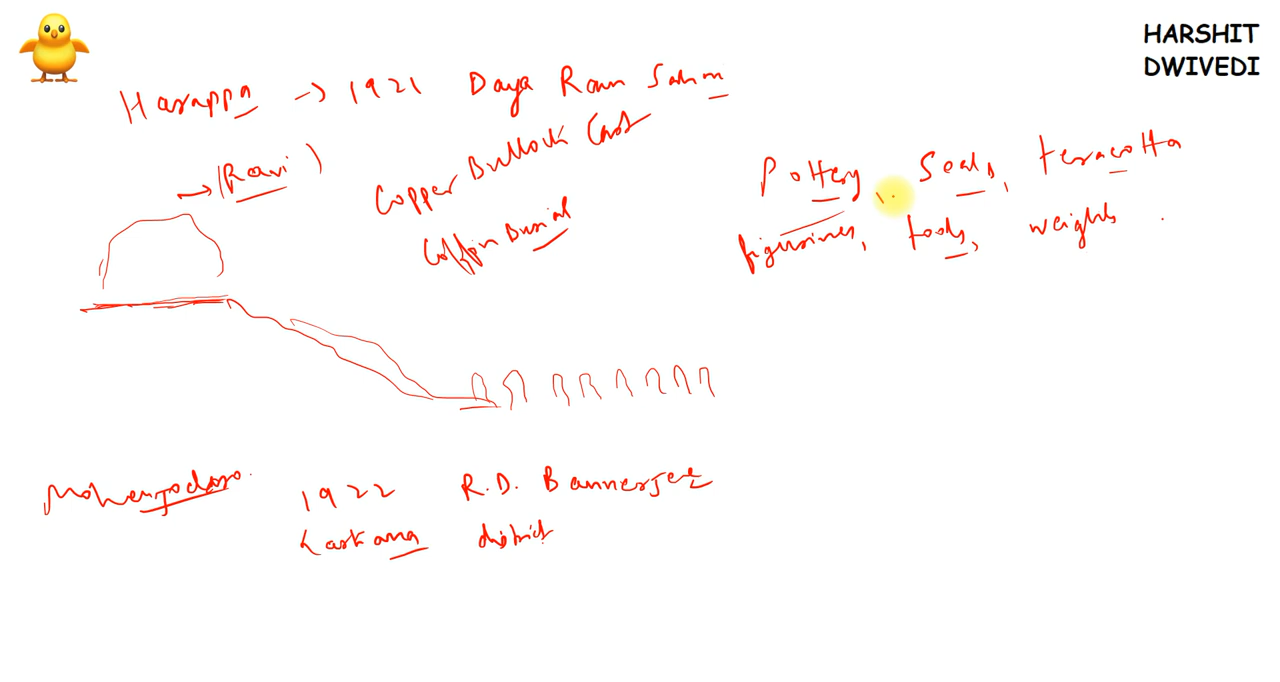 HARSHIT
DWIVEDI
Harappa → 1921 Daya Ram Sahni
→ (Ravi)
Copper Bullock Cart
Coffin Burial
Pottery, Seals, teracotta
figurines, tools, weights.
Mohenjodaro. 1922 R.D. Bannerjee
Larkana district